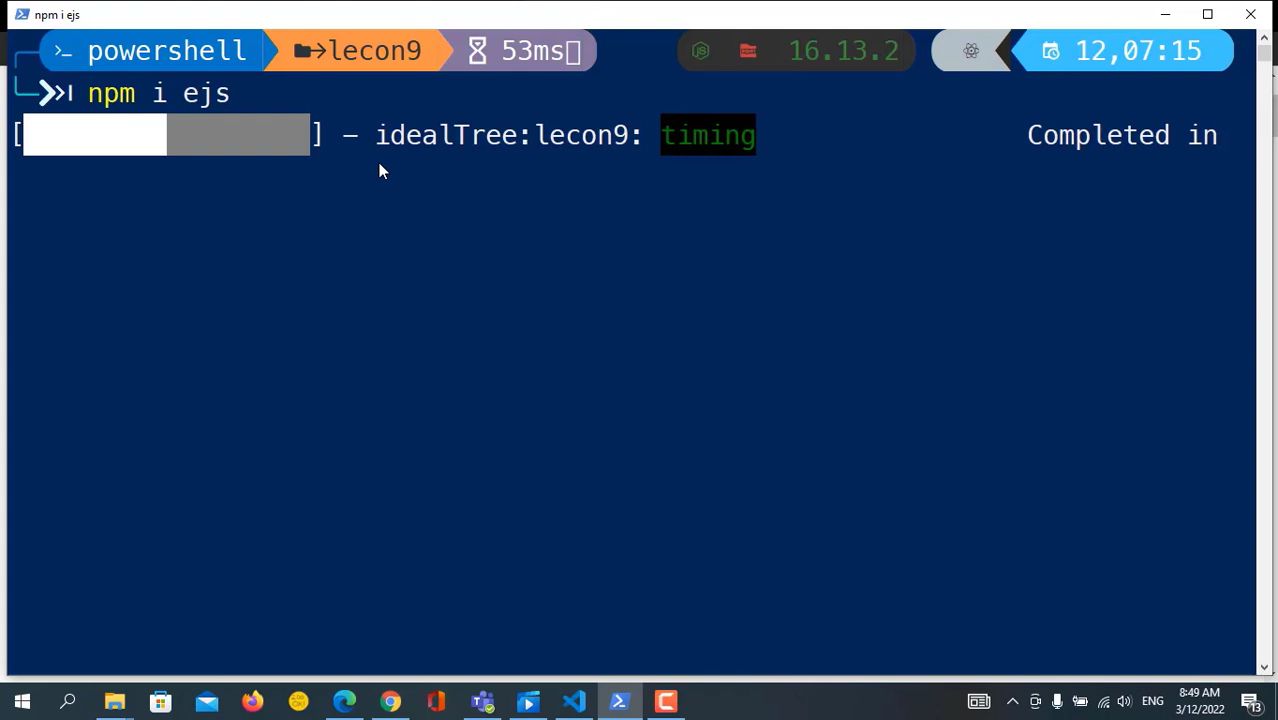 npm i ejs
powershell lecon9 53ms 16.13.2 12,07:15
npm i ejs
[ ] – idealTree:lecon9: timing Completed in
ENG
8:49 AM
3/12/2022
13